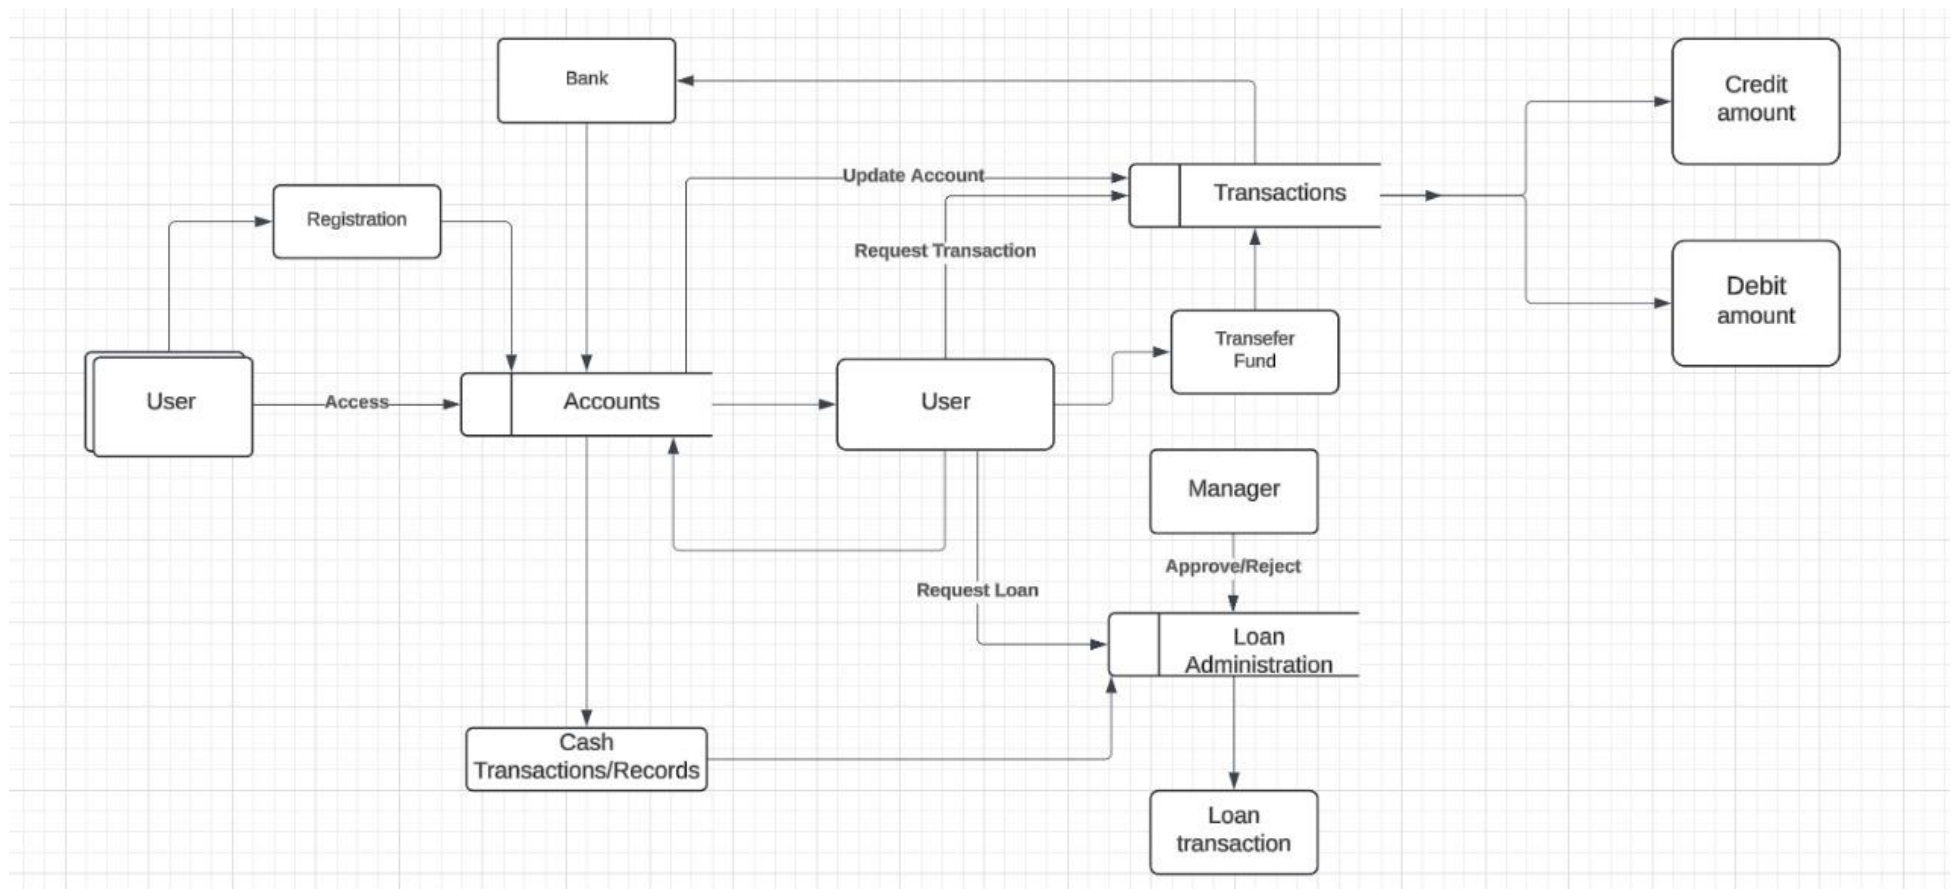 Bank
Credit
amount
Update Account
Transactions
Registration
Request Transaction
Debit
amount
Transefer
Fund
User
Access
Accounts
User
Manager
Approve/Reject
Request Loan
Loan
Administration
Cash
Transactions/Records
Loan
transaction